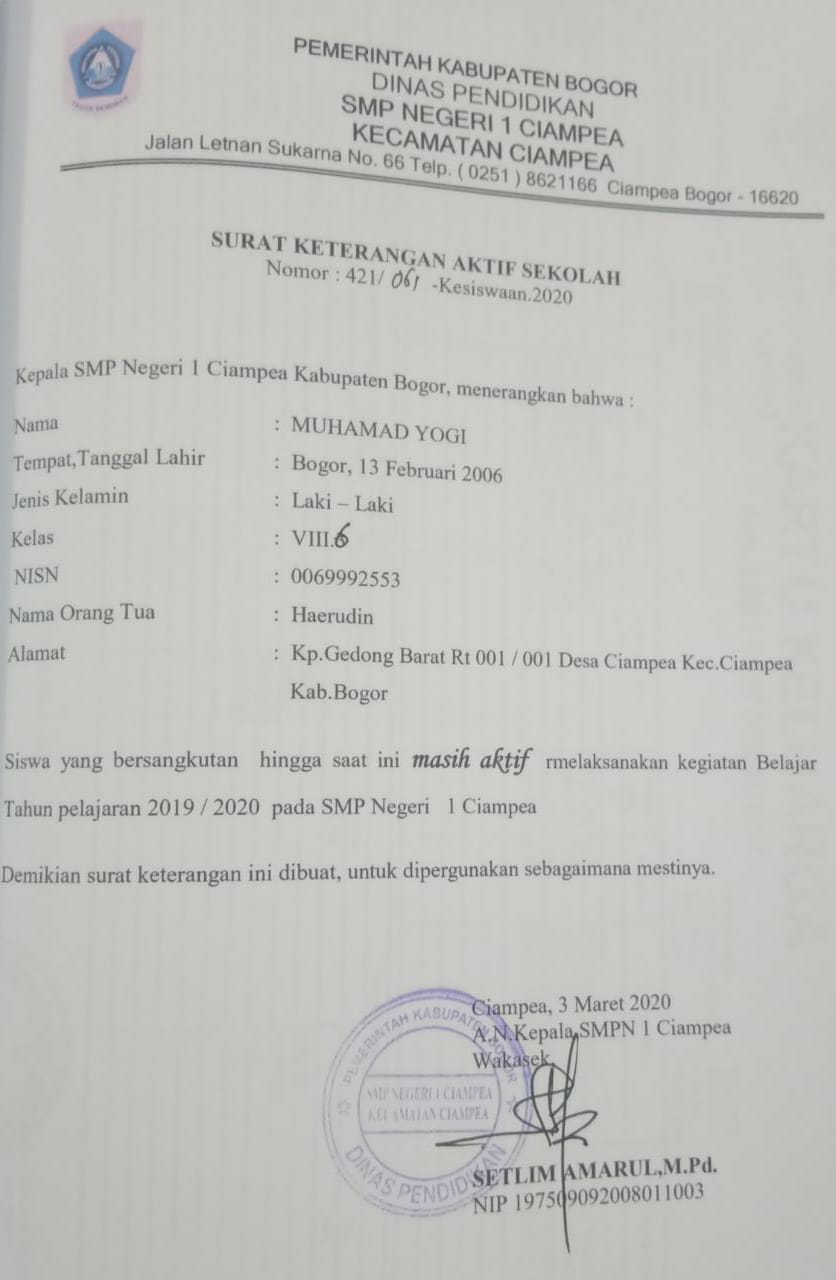 PEMERINTAH KABUPATEN BOGOR
DINAS PENDIDIKAN
SMP NEGERI 1 CIAMPEA
KECAMATAN CIAMPEA
Jalan Letnan Sukarna No. 66 Telp. ( 0251 ) 8621166 Ciampea Bogor - 16620
SURAT KETERANGAN AKTIF SEKOLAH
Nomor : 421/ 061 -Kesiswaan.2020
Kepala SMP Negeri 1 Ciampea Kabupaten Bogor, menerangkan bahwa :
Nama : MUHAMAD YOGI
Tempat,Tanggal Lahir : Bogor, 13 Februari 2006
Jenis Kelamin : Laki – Laki
Kelas : VIII.6
NISN : 0069992553
Nama Orang Tua : Haerudin
Alamat : Kp.Gedong Barat Rt 001 / 001 Desa Ciampea Kec.Ciampea
Kab.Bogor
Siswa yang bersangkutan hingga saat ini masih aktif rmelaksanakan kegiatan Belajar
Tahun pelajaran 2019 / 2020 pada SMP Negeri 1 Ciampea
Demikian surat keterangan ini dibuat, untuk dipergunakan sebagaimana mestinya.
Ciampea, 3 Maret 2020
A.N.Kepala SMPN 1 Ciampea
Wakasek,
PEMERINTAH KABUPATEN BOGOR
SMP NEGERI 1 CIAMPEA
KECAMATAN CIAMPEA
DINAS PENDIDIKAN
SETLIM AMARUL,M.Pd.
NIP 197509092008011003